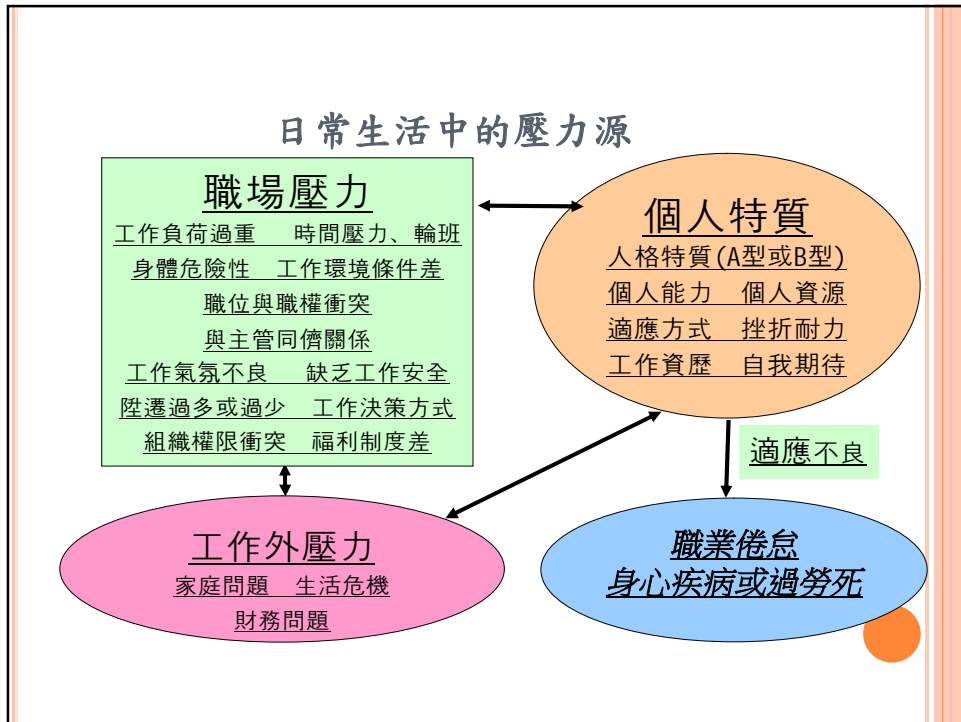 日常生活中的壓力源
職場壓力
工作負荷過重 時間壓力、輪班
身體危險性 工作環境條件差
職位與職權衝突
與主管同儕關係
工作氣氛不良 缺乏工作安全
陞遷過多或過少 工作決策方式
組織權限衝突 福利制度差
個人特質
人格特質(A型或B型)
個人能力 個人資源
適應方式 挫折耐力
工作資歷 自我期待
適應不良
工作外壓力
家庭問題 生活危機
財務問題
職業倦怠
身心疾病或過勞死